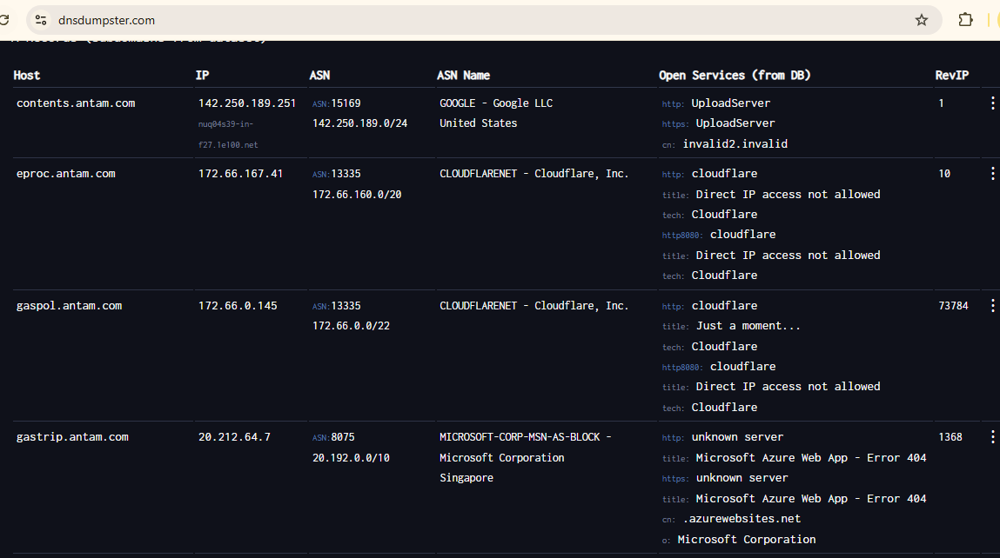 dnsdumpster.com
Host IP ASN ASN Name Open Services (from DB) RevIP
contents.antam.com 142.250.189.251 ASN:15169 GOOGLE - Google LLC http: UploadServer 1
nuq04s39-in- 142.250.189.0/24 United States https: UploadServer
f27.1e100.net cn: invalid2.invalid
eproc.antam.com 172.66.167.41 ASN:13335 CLOUDFLARENET - Cloudflare, Inc. http: cloudflare 10
172.66.160.0/20 title: Direct IP access not allowed
tech: Cloudflare
http8080: cloudflare
title: Direct IP access not allowed
tech: Cloudflare
gaspol.antam.com 172.66.0.145 ASN:13335 CLOUDFLARENET - Cloudflare, Inc. http: cloudflare 73784
172.66.0.0/22 title: Just a moment...
tech: Cloudflare
http8080: cloudflare
title: Direct IP access not allowed
tech: Cloudflare
gastrip.antam.com 20.212.64.7 ASN:8075 MICROSOFT-CORP-MSN-AS-BLOCK - http: unknown server 1368
20.192.0.0/10 Microsoft Corporation title: Microsoft Azure Web App - Error 404
Singapore https: unknown server
title: Microsoft Azure Web App - Error 404
cn: .azurewebsites.net
o: Microsoft Corporation